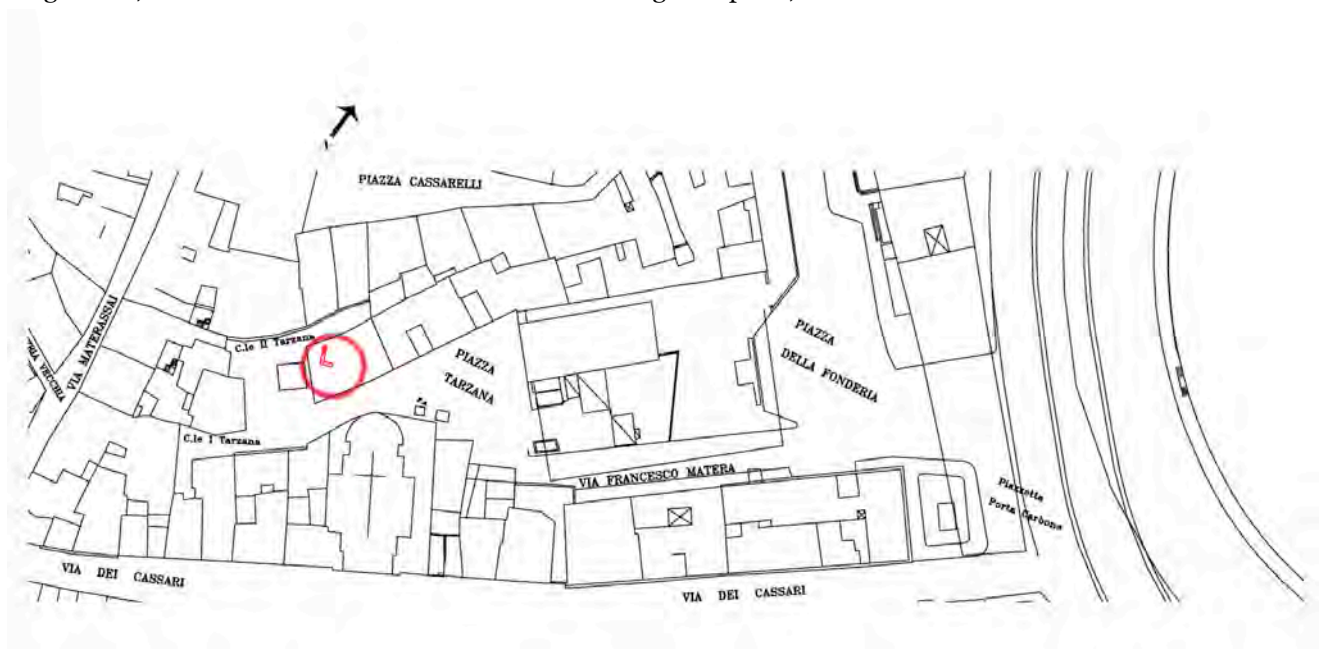 PIAZZA CASSARELLI
VIA MATERASSAI
VECCHIA
C.le II Tarzana
L
PIAZZA
TARZANA
PIAZZA
DELLA FONDERIA
C.le I Tarzana
VIA FRANCESCO MATERA
Piazzetta
Porta Carbone
VIA DEI CASSARI
VIA DEI CASSARI